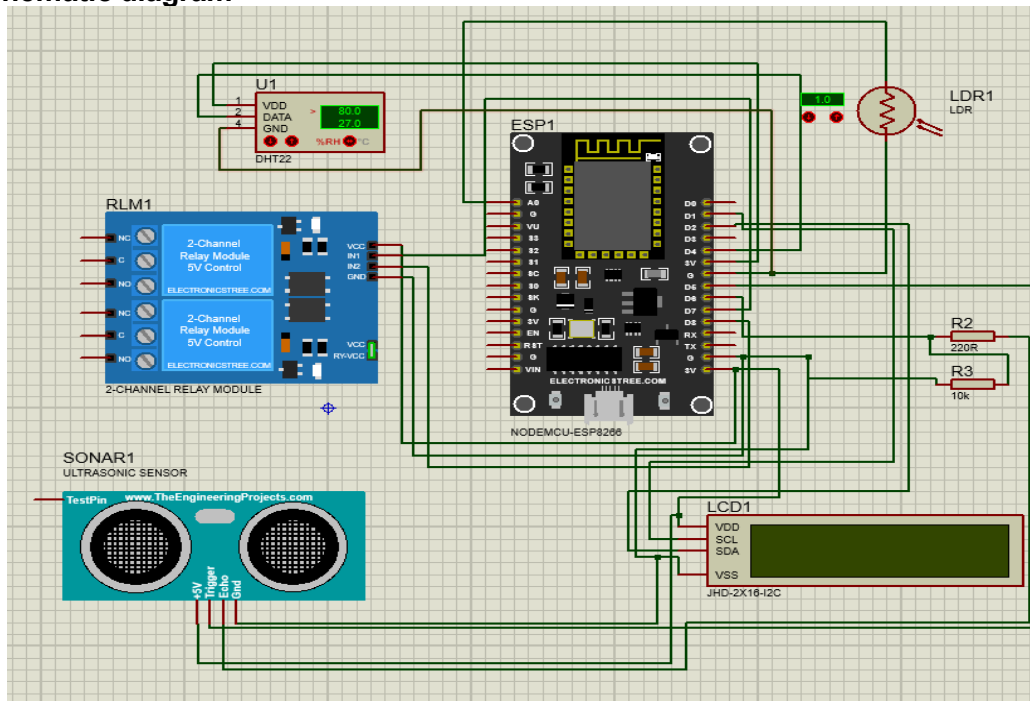 hematic diagram
U1
1 VDD
2 DATA
4 GND
> 80.0
27.0
%RH °C
DHT22
1.0
LDR1
LDR
ESP1
A0
G
VU
S3
S2
S1
SC
S0
SK
G
3V
EN
RST
G
VIN
D0
D1
D2
D3
D4
3V
G
D5
D6
D7
D8
RX
TX
G
3V
ELECTRONICSTREE.COM
NODEMCU-ESP8266
RLM1
NC
C
NO
NC
C
NO
2-Channel
Relay Module
5V Control
ELECTRONICSTREE.COM
2-Channel
Relay Module
5V Control
ELECTRONICSTREE.COM
VCC
IN1
IN2
GND
VCC
RY-VCC
2-CHANNEL RELAY MODULE
R2
220R
R3
10k
SONAR1
ULTRASONIC SENSOR
TestPin www.TheEngineeringProjects.com
+5V
Trigger
Echo
Gnd
LCD1
VDD
SCL
SDA
VSS
JHD-2X16-I2C